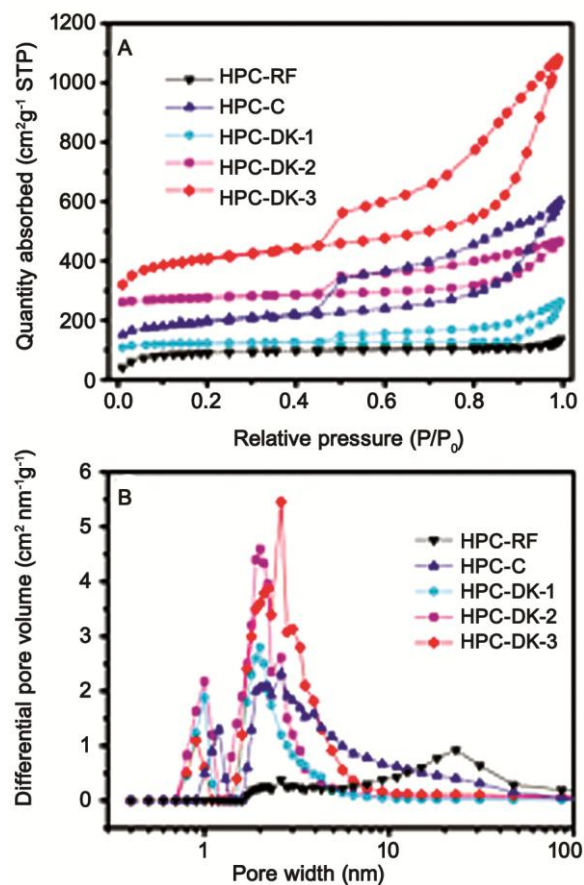 A
HPC-RF
HPC-C
HPC-DK-1
HPC-DK-2
HPC-DK-3
Quantity absorbed (cm²g⁻¹ STP)
1200
1000
800
600
400
200
0
0.0 0.2 0.4 0.6 0.8 1.0
Relative pressure (P/P₀)
B
HPC-RF
HPC-C
HPC-DK-1
HPC-DK-2
HPC-DK-3
Differential pore volume (cm² nm⁻¹g⁻¹)
6
5
4
3
2
1
0
1 10 100
Pore width (nm)